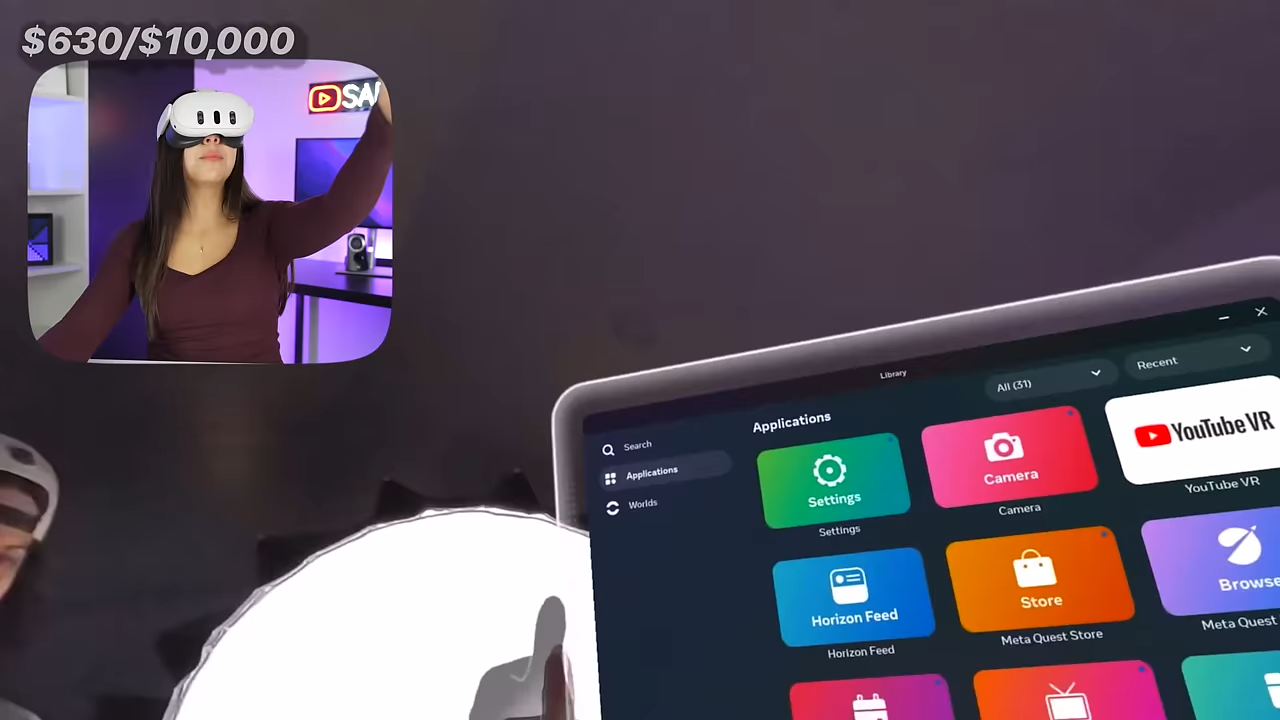 $630/$10,000
SA
Library
All (31)
Recent
Search
Applications
Worlds
Applications
Settings
Settings
Camera
Camera
YouTube VR
YouTube VR
Horizon Feed
Horizon Feed
Store
Meta Quest Store
Browse
Meta Quest